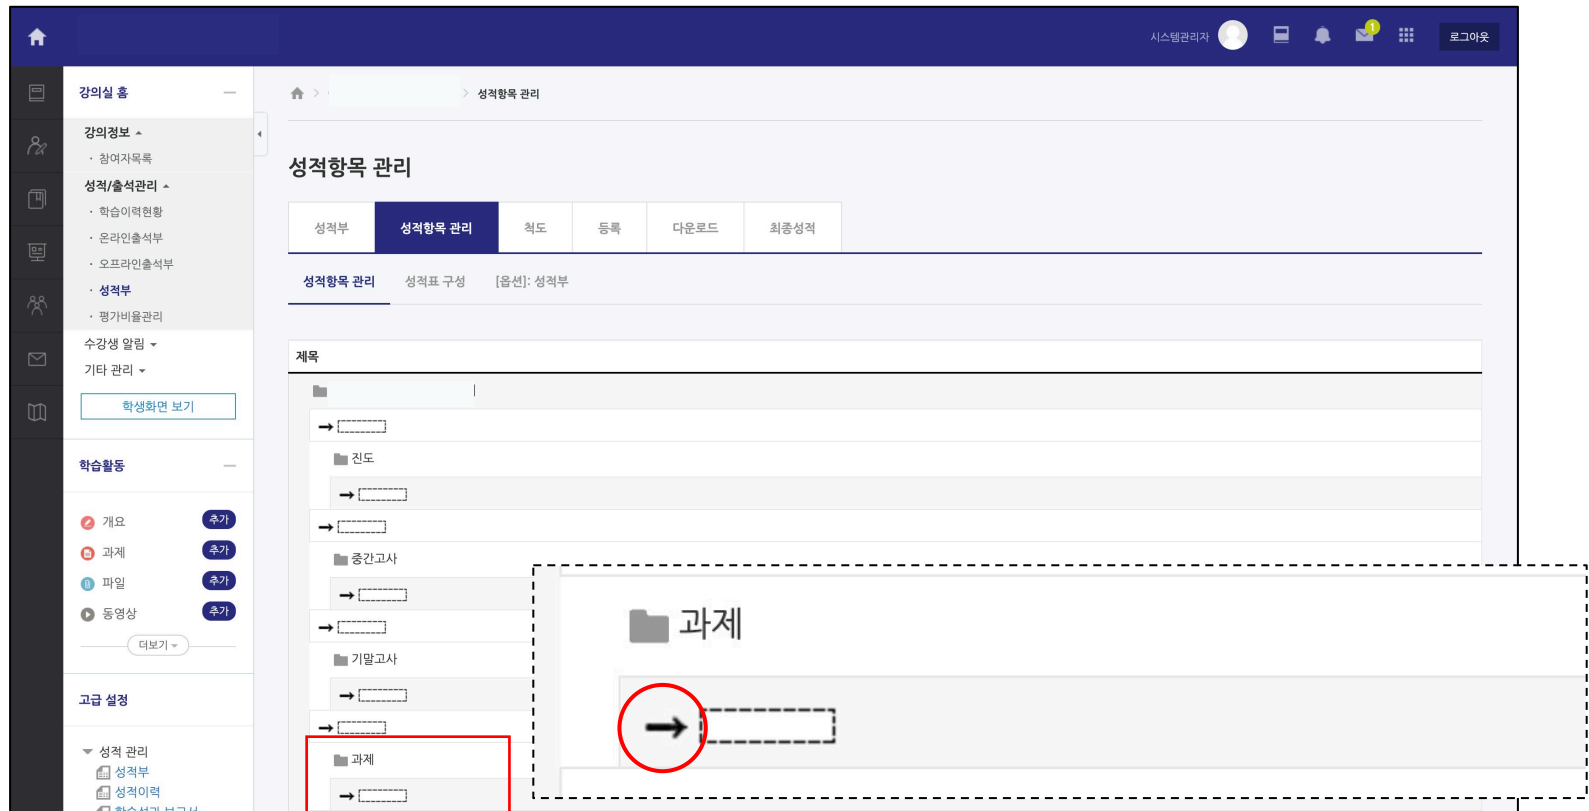 시스템관리자
1
로그아웃
강의실 홈
강의정보
· 참여자목록
성적/출석관리
· 학습이력현황
· 온라인출석부
· 오프라인출석부
· 성적부
· 평가비율관리
수강생 알림
기타 관리
학생화면 보기
학습활동
개요 추가
과제 추가
파일 추가
동영상 추가
더보기
고급 설정
성적 관리
성적부
성적이력
> > 성적항목 관리
성적항목 관리
성적부 성적항목 관리 척도 등록 다운로드 최종성적
성적항목 관리 성적표 구성 [옵션]: 성적부
제목
진도
중간고사
기말고사
과제
과제